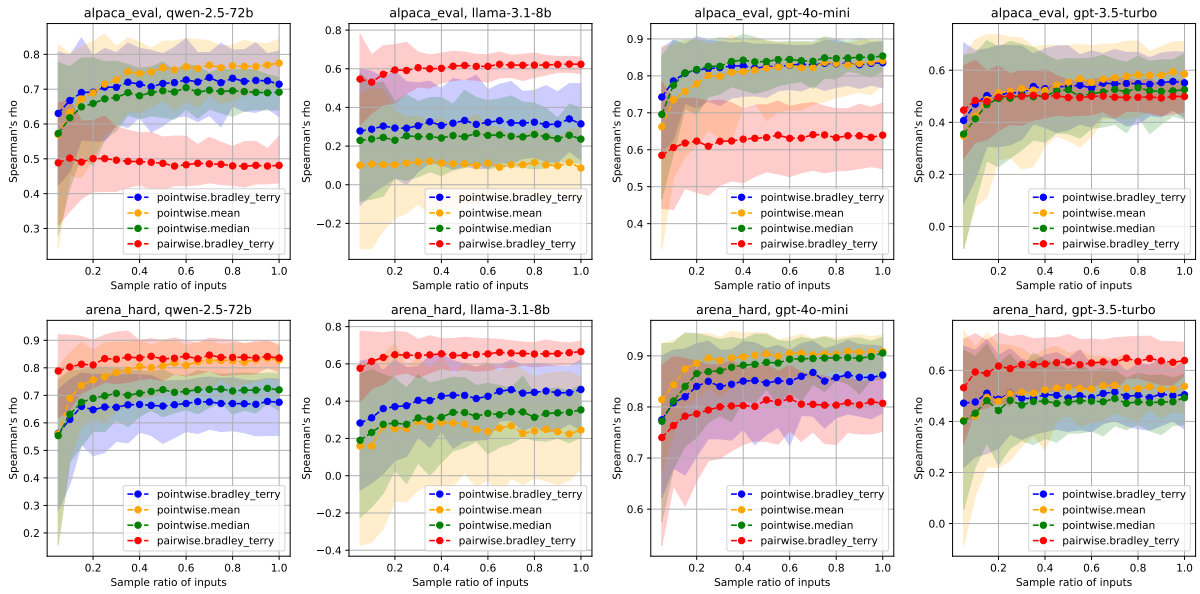 alpaca_eval, qwen-2.5-72b
Spearman's rho
0.8
0.7
0.6
0.5
0.4
0.3
0.2 0.4 0.6 0.8 1.0
Sample ratio of inputs
pointwise.bradley_terry
pointwise.mean
pointwise.median
pairwise.bradley_terry
alpaca_eval, llama-3.1-8b
Spearman's rho
0.8
0.6
0.4
0.2
0.0
−0.2
0.2 0.4 0.6 0.8 1.0
Sample ratio of inputs
pointwise.bradley_terry
pointwise.mean
pointwise.median
pairwise.bradley_terry
alpaca_eval, gpt-4o-mini
Spearman's rho
0.9
0.8
0.7
0.6
0.5
0.4
0.2 0.4 0.6 0.8 1.0
Sample ratio of inputs
pointwise.bradley_terry
pointwise.mean
pointwise.median
pairwise.bradley_terry
alpaca_eval, gpt-3.5-turbo
Spearman's rho
0.6
0.4
0.2
0.0
0.2 0.4 0.6 0.8 1.0
Sample ratio of inputs
pointwise.bradley_terry
pointwise.mean
pointwise.median
pairwise.bradley_terry
arena_hard, qwen-2.5-72b
Spearman's rho
0.9
0.8
0.7
0.6
0.5
0.4
0.3
0.2
0.2 0.4 0.6 0.8 1.0
Sample ratio of inputs
pointwise.bradley_terry
pointwise.mean
pointwise.median
pairwise.bradley_terry
arena_hard, llama-3.1-8b
Spearman's rho
0.8
0.6
0.4
0.2
0.0
−0.2
−0.4
0.2 0.4 0.6 0.8 1.0
Sample ratio of inputs
pointwise.bradley_terry
pointwise.mean
pointwise.median
pairwise.bradley_terry
arena_hard, gpt-4o-mini
Spearman's rho
0.9
0.8
0.7
0.6
0.2 0.4 0.6 0.8 1.0
Sample ratio of inputs
pointwise.bradley_terry
pointwise.mean
pointwise.median
pairwise.bradley_terry
arena_hard, gpt-3.5-turbo
Spearman's rho
0.6
0.4
0.2
0.0
0.2 0.4 0.6 0.8 1.0
Sample ratio of inputs
pointwise.bradley_terry
pointwise.mean
pointwise.median
pairwise.bradley_terry